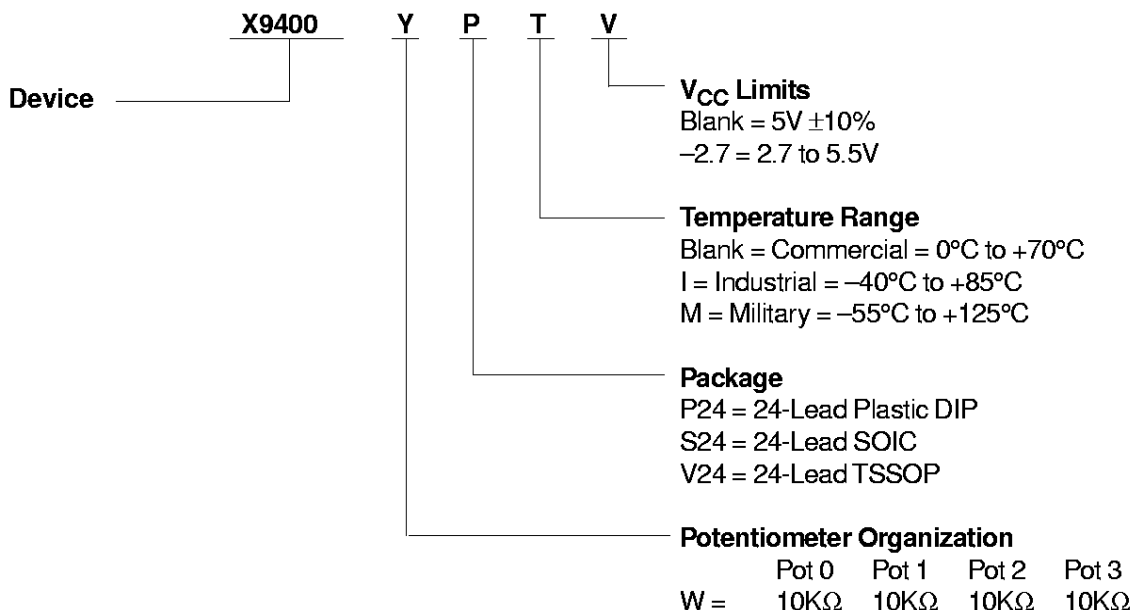 X9400 Y P T V
Device
VCC Limits
Blank = 5V ±10%
–2.7 = 2.7 to 5.5V
Temperature Range
Blank = Commercial = 0°C to +70°C
I = Industrial = –40°C to +85°C
M = Military = –55°C to +125°C
Package
P24 = 24-Lead Plastic DIP
S24 = 24-Lead SOIC
V24 = 24-Lead TSSOP
Potentiometer Organization
Pot 0 Pot 1 Pot 2 Pot 3
W = 10KΩ 10KΩ 10KΩ 10KΩ